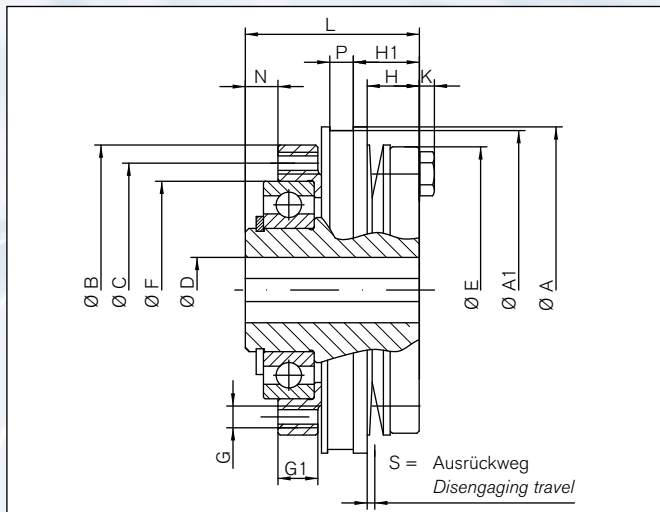 L
P
H1
N
H
K
Ø B
Ø C
Ø F
Ø D
Ø E
Ø A1
Ø A
G
G1
S = Ausrückweg
Disengaging travel